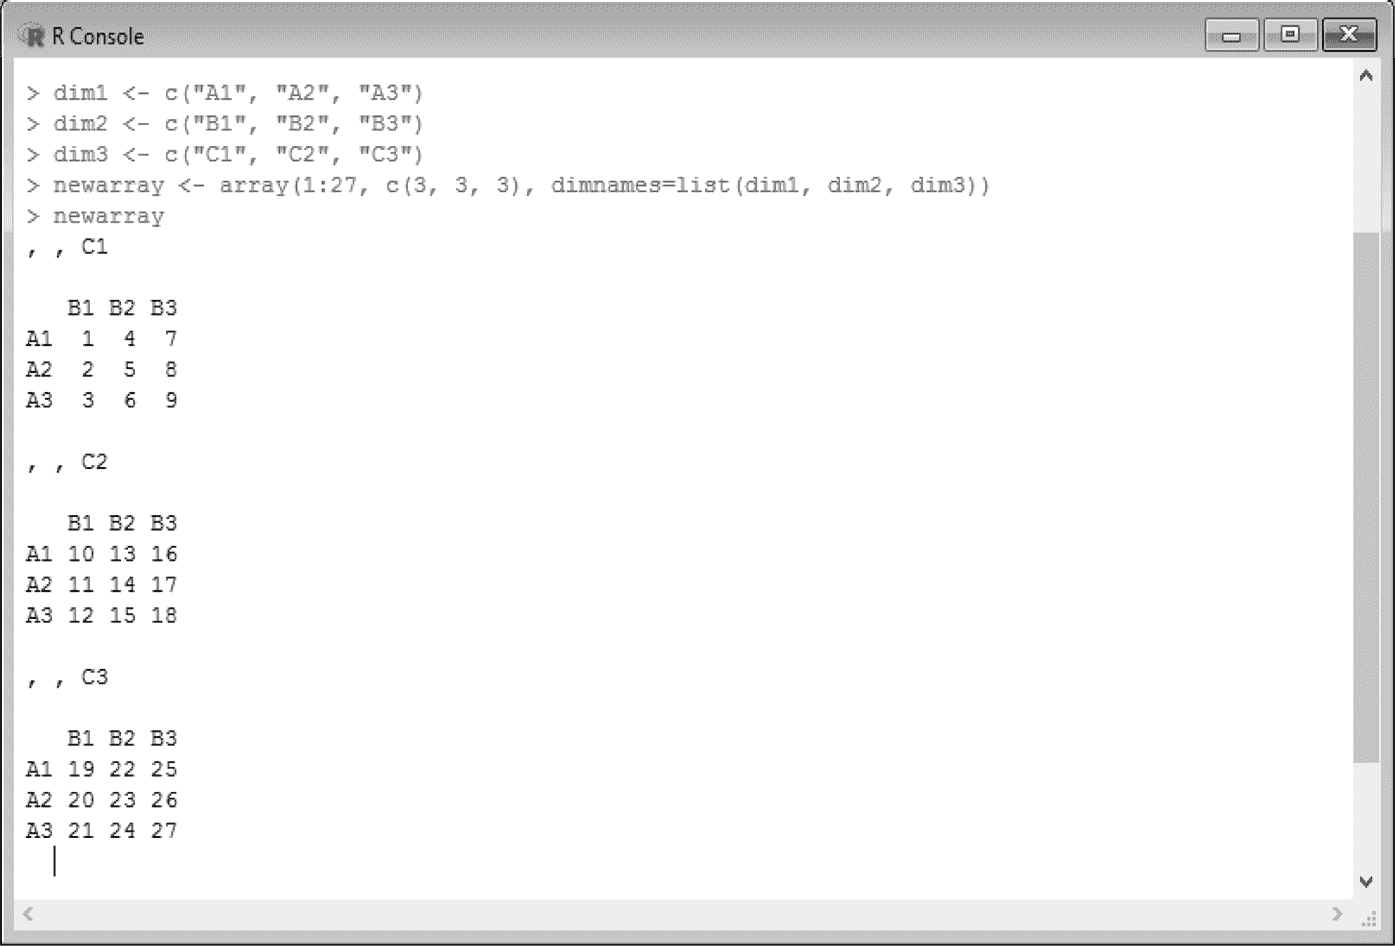 R Console
> dim1 <- c("A1", "A2", "A3")
> dim2 <- c("B1", "B2", "B3")
> dim3 <- c("C1", "C2", "C3")
> newarray <- array(1:27, c(3, 3, 3), dimnames=list(dim1, dim2, dim3))
> newarray
, , C1
   B1 B2 B3
A1  1  4  7
A2  2  5  8
A3  3  6  9
, , C2
   B1 B2 B3
A1 10 13 16
A2 11 14 17
A3 12 15 18
, , C3
   B1 B2 B3
A1 19 22 25
A2 20 23 26
A3 21 24 27